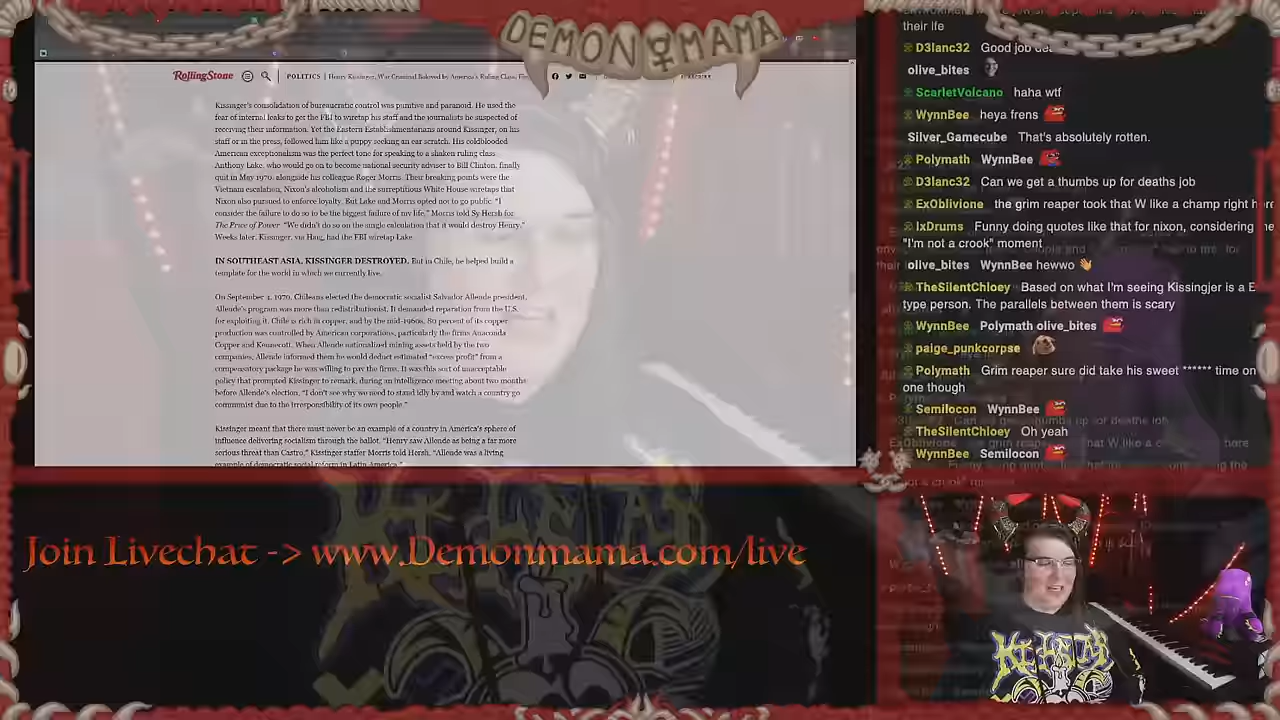 DEMON MAMA
RollingStone
POLITICS | Henry Kissinger, War Criminal Beloved by America's Ruling Class,
Kissinger's consolidation of bureaucratic control was punitive and paranoid. He used the
fear of internal leaks to get the FBI to wiretap his staff and the journalists he suspected of
receiving their information. Yet the Eastern Establishmentarians around Kissinger, on his
staff or in the press, followed him like a puppy seeking an ear scratch. His coldblooded
American exceptionalism was the perfect tone for speaking to a shaken ruling class
Anthony Lake, who would go on to become national security adviser to Bill Clinton, finally
quit in May 1970, alongside his colleague Roger Morris. Their breaking points were the
Vietnam escalation, Nixon's alcoholism and the surreptitious White House wiretaps that
Nixon also pursued to enforce loyalty. But Lake and Morris opted not to go public. "I
consider the failure to do so to be the biggest failure of my life," Morris told Sy Hersh for
The Price of Power. "We didn't do so on the single calculation that it would destroy Henry."
Weeks later, Kissinger, via Haig, had the FBI wiretap Lake
IN SOUTHEAST ASIA, KISSINGER DESTROYED. But in Chile, he helped build a
template for the world in which we currently live.
On September 4, 1970, Chileans elected the democratic socialist Salvador Allende president.
Allende's program was more than redistributionist. It demanded reparation from the U.S.
for exploiting it. Chile is rich in copper, and by the mid-1960s, 80 percent of its copper
production was controlled by American corporations, particularly the firms Anaconda
Copper and Kennecott. When Allende nationalized mining assets held by the two
companies, Allende informed them he would deduct estimated "excess profit" from a
compensatory package he was willing to pay the firms. It was this sort of unacceptable
policy that prompted Kissinger to remark, during an intelligence meeting about two months
before Allende's election, "I don't see why we need to stand idly by and watch a country go
communist due to the irresponsibility of its own people."
Kissinger meant that there must never be an example of a country in America's sphere of
influence delivering socialism through the ballot. "Henry saw Allende as being a far more
serious threat than Castro," Kissinger staffer Morris told Hersh. "Allende was a living
example of democratic social reform in Latin America."
their ife
D3lanc32 Good job
olive_bites
ScarletVolcano haha wtf
WynnBee heya frens
Silver_Gamecube That's absolutely rotten.
Polymath WynnBee
D3lanc32 Can we get a thumbs up for deaths job
ExOblivione the grim reaper took that W like a champ right here
IxDrums Funny doing quotes like that for nixon, considering
"I'm not a crook" moment
olive_bites WynnBee hewwo
TheSilentChloey Based on what I'm seeing Kissingjer is a E
type person. The parallels between them is scary
WynnBee Polymath olive_bites
paige_punkcorpse
Polymath Grim reaper sure did take his sweet ****** time on
one though
Semilocon WynnBee
TheSilentChloey Oh yeah
WynnBee Semilocon
Join Livechat -> www.Demonmama.com/live